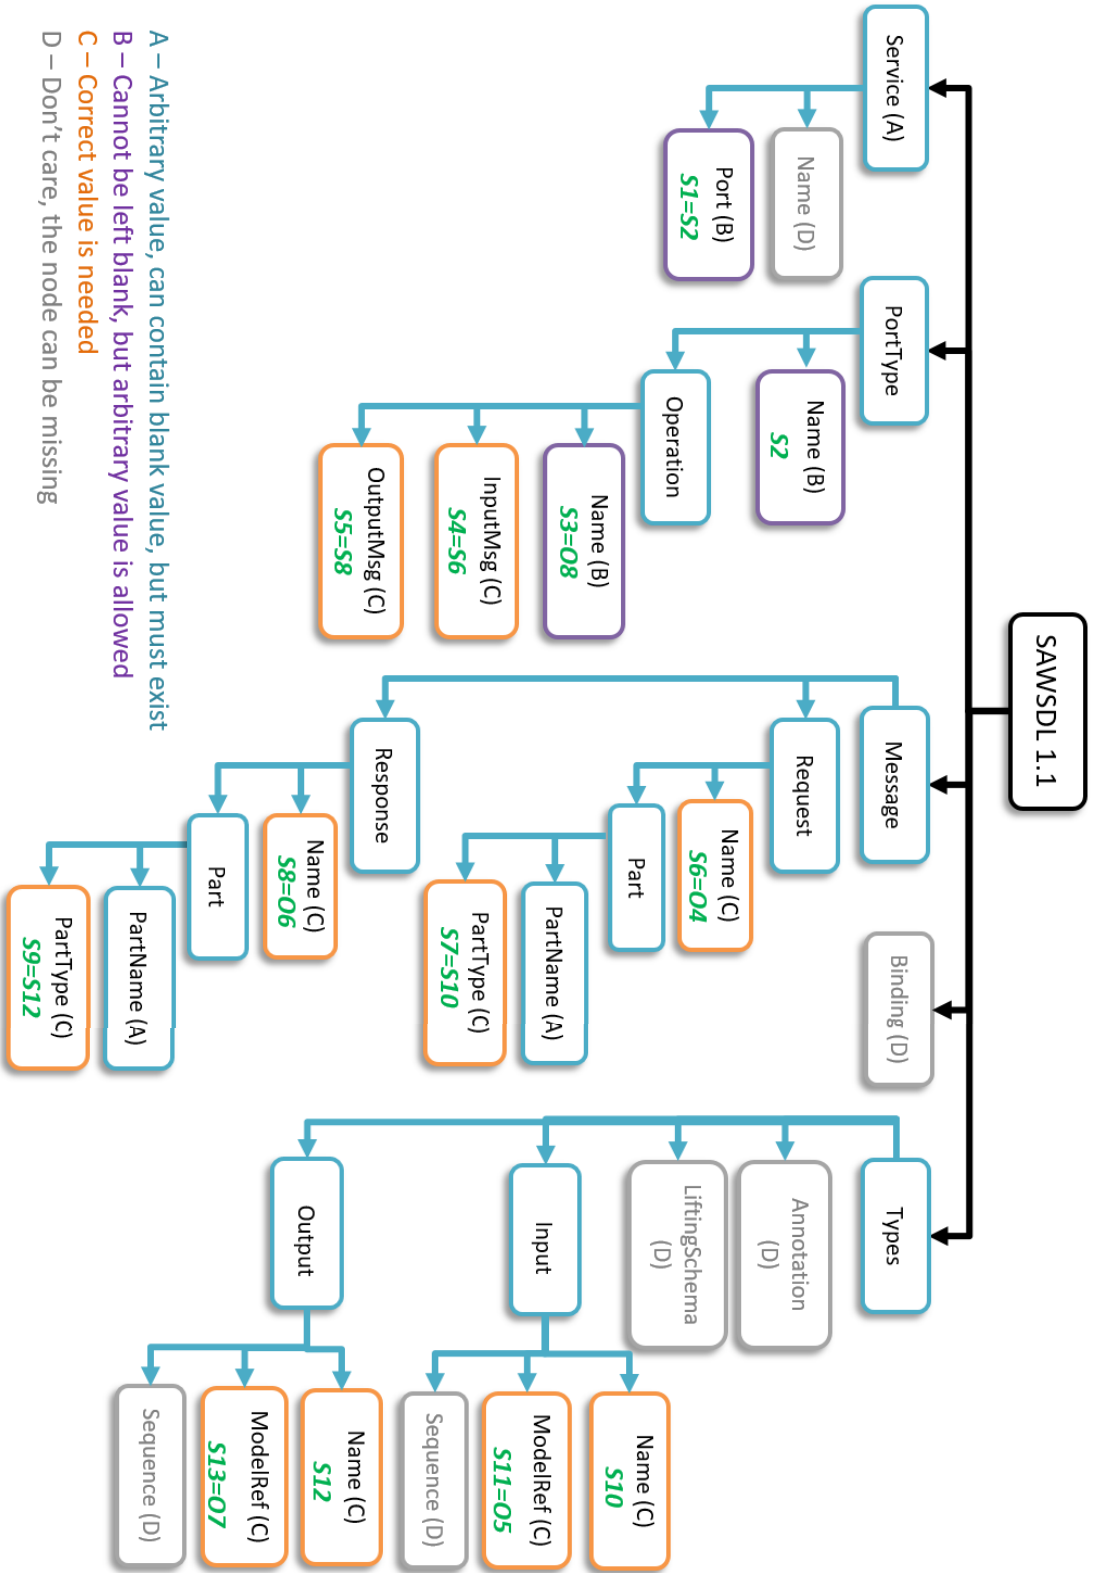 SAWSDL 1.1
Service (A)
Name (D)
Port (B)
S1=S2
PortType
Name (B)
S2
Operation
Name (B)
S3=O8
InputMsg (C)
S4=S6
OutputMsg (C)
S5=S8
Message
Request
Name (C)
S6=O4
Part
PartName (A)
PartType (C)
S7=S10
Response
Name (C)
S8=O6
Part
PartName (A)
PartType (C)
S9=S12
Binding (D)
Types
Annotation
(D)
LiftingSchema
(D)
Input
Name (C)
S10
ModelRef (C)
S11=O5
Sequence (D)
Output
Name (C)
S12
ModelRef (C)
S13=O7
Sequence (D)
A – Arbitrary value, can contain blank value, but must exist
B – Cannot be left blank, but arbitrary value is allowed
C – Correct value is needed
D – Don't care, the node can be missing